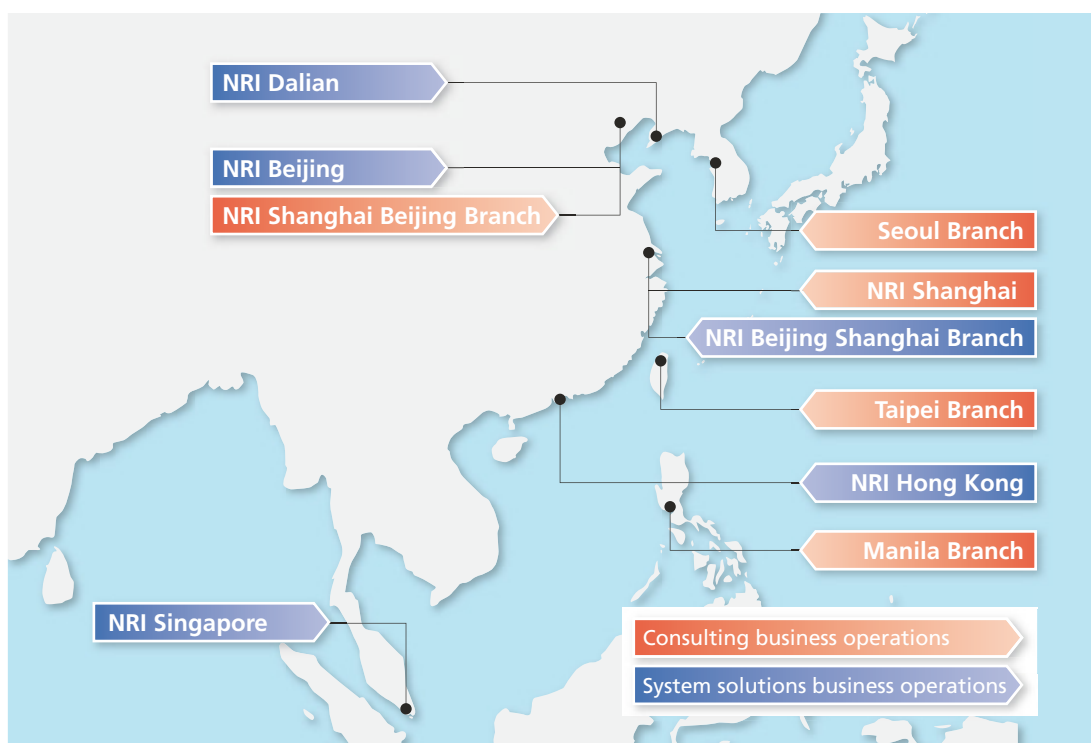 NRI Dalian
NRI Beijing
NRI Shanghai Beijing Branch
Seoul Branch
NRI Shanghai
NRI Beijing Shanghai Branch
Taipei Branch
NRI Hong Kong
Manila Branch
NRI Singapore
Consulting business operations
System solutions business operations